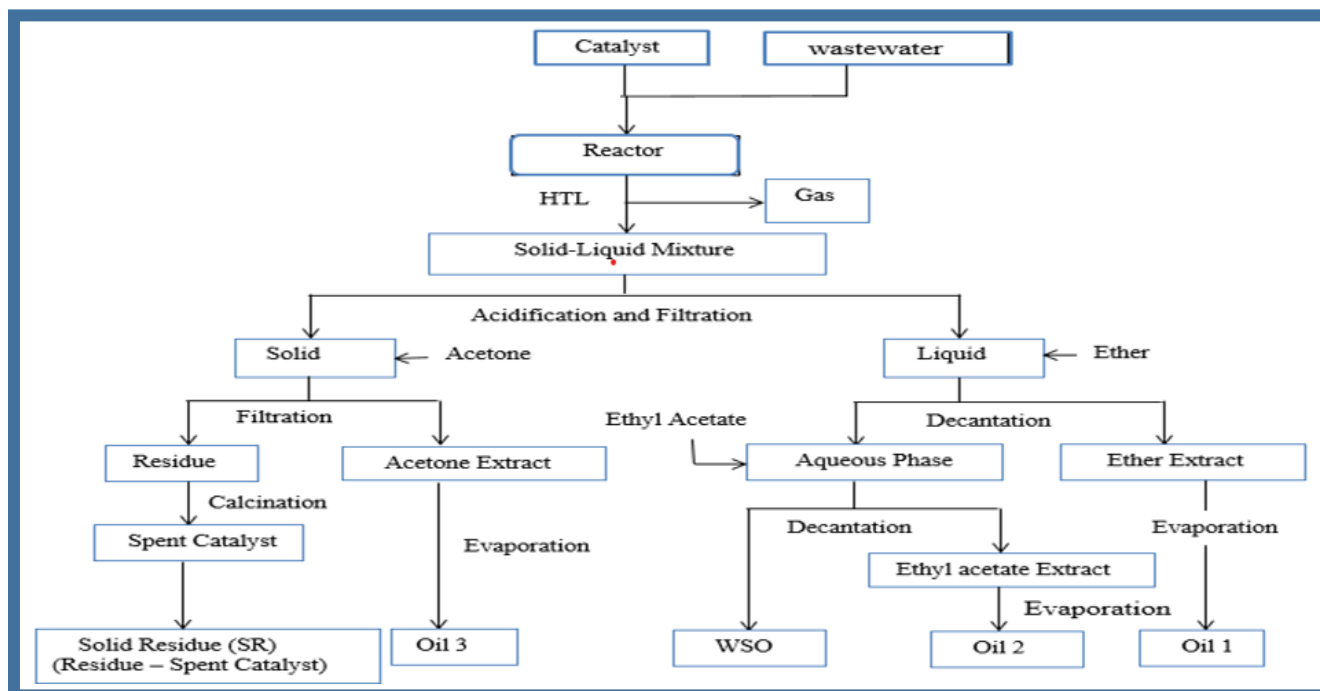 Catalyst
wastewater
Reactor
HTL
Gas
Solid-Liquid Mixture
Acidification and Filtration
Solid
Acetone
Liquid
Ether
Filtration
Ethyl Acetate
Decantation
Residue
Acetone Extract
Aqueous Phase
Ether Extract
Calcination
Spent Catalyst
Evaporation
Decantation
Evaporation
Ethyl acetate Extract
Evaporation
Solid Residue (SR)
(Residue – Spent Catalyst)
Oil 3
WSO
Oil 2
Oil 1